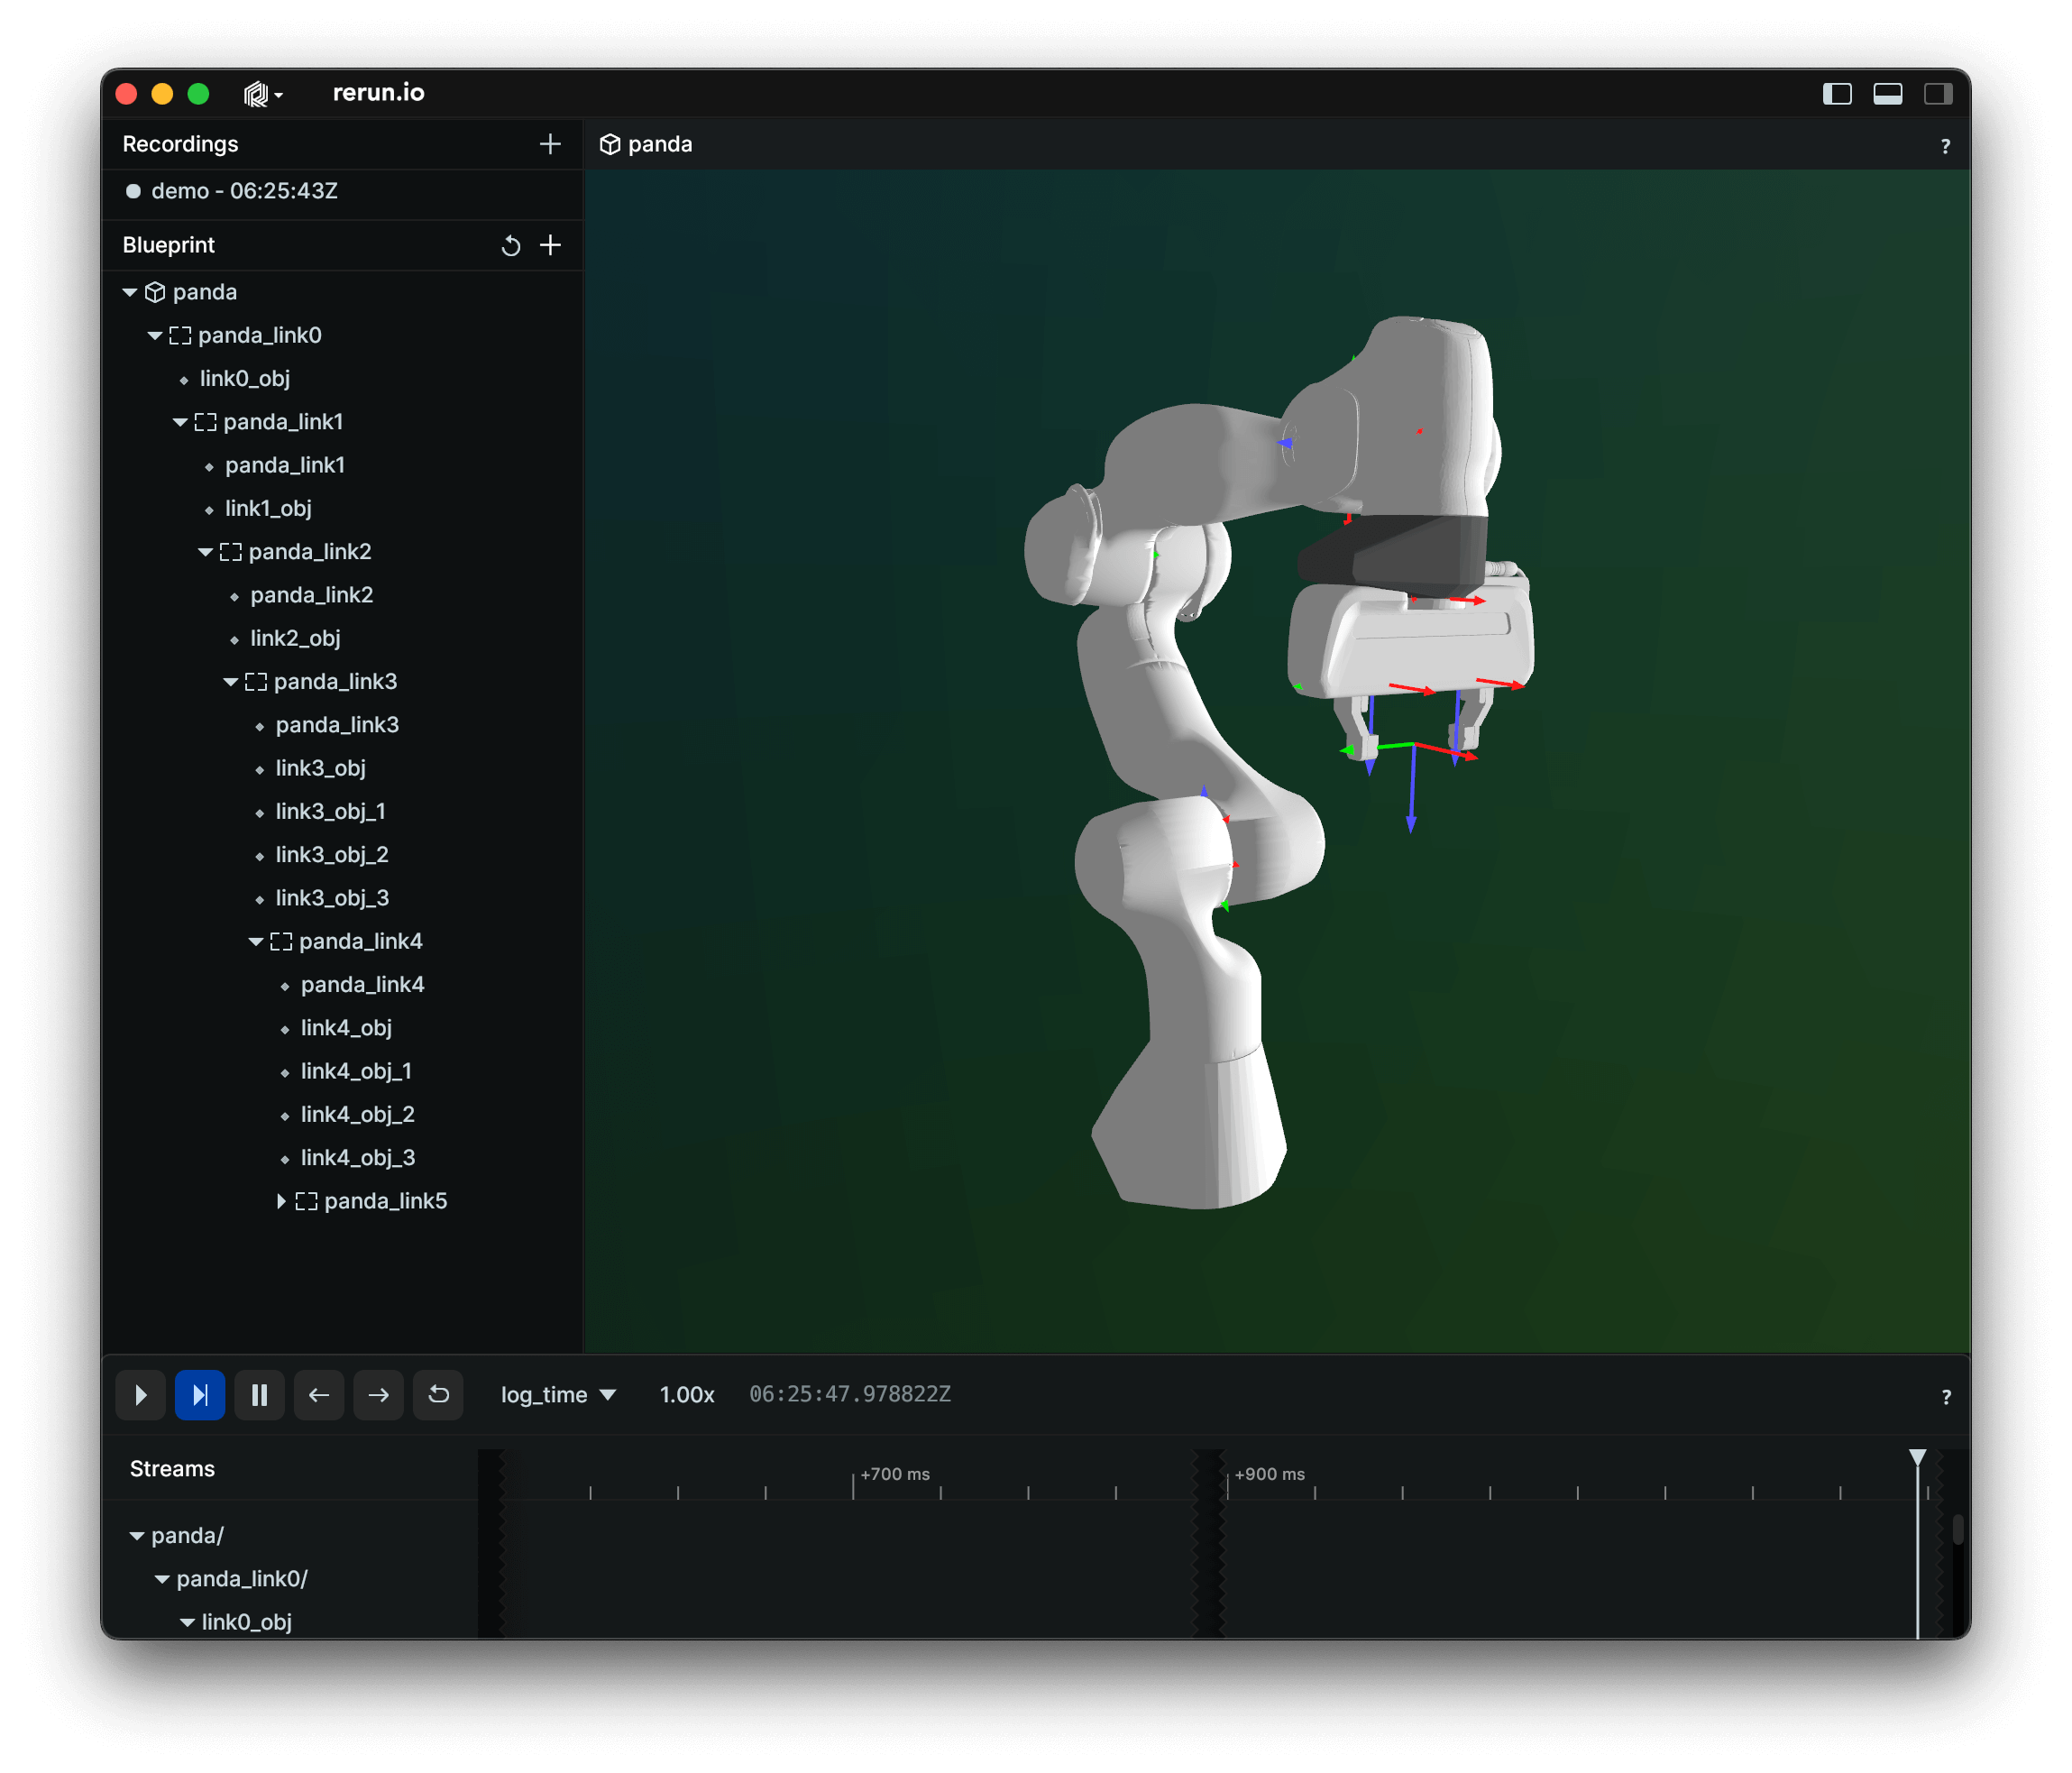 rerun.io
Recordings
demo - 06:25:43Z
Blueprint
panda
panda_link0
link0_obj
panda_link1
panda_link1
link1_obj
panda_link2
panda_link2
link2_obj
panda_link3
panda_link3
link3_obj
link3_obj_1
link3_obj_2
link3_obj_3
panda_link4
panda_link4
link4_obj
link4_obj_1
link4_obj_2
link4_obj_3
panda_link5
panda ?
log_time 1.00x 06:25:47.978822Z ?
Streams
+700 ms +900 ms
panda/
panda_link0/
link0_obj